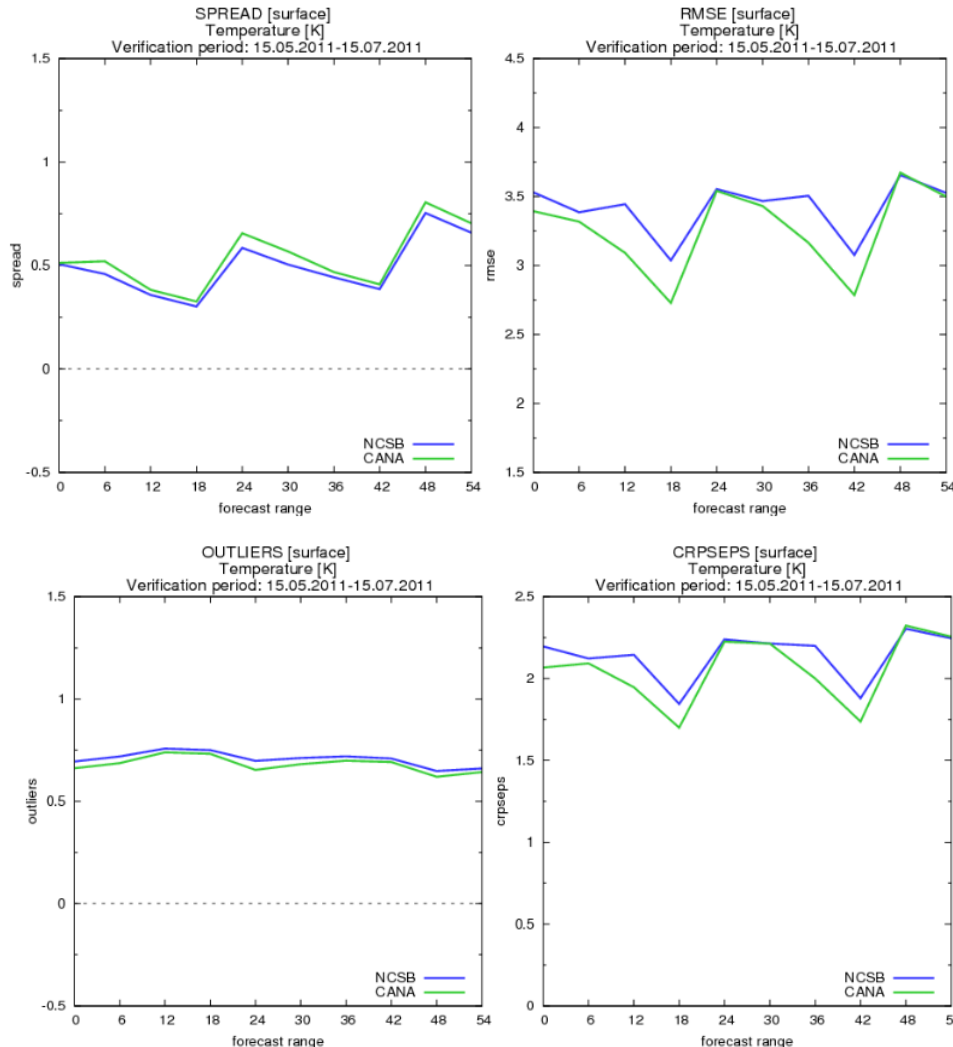 SPREAD [surface]
Temperature [K]
Verification period: 15.05.2011-15.07.2011
1.5
1
0.5
0
-0.5
spread
NCSB
CANA
0 6 12 18 24 30 36 42 48 54
forecast range
RMSE [surface]
Temperature [K]
Verification period: 15.05.2011-15.07.2011
4.5
4
3.5
3
2.5
2
1.5
rmse
NCSB
CANA
0 6 12 18 24 30 36 42 48 54
forecast range
OUTLIERS [surface]
Temperature [K]
Verification period: 15.05.2011-15.07.2011
1.5
1
0.5
0
-0.5
outliers
NCSB
CANA
0 6 12 18 24 30 36 42 48 54
forecast range
CRPSEPS [surface]
Temperature [K]
Verification period: 15.05.2011-15.07.2011
2.5
2
1.5
1
0.5
0
crpseps
NCSB
CANA
0 6 12 18 24 30 36 42 48 5
forecast range